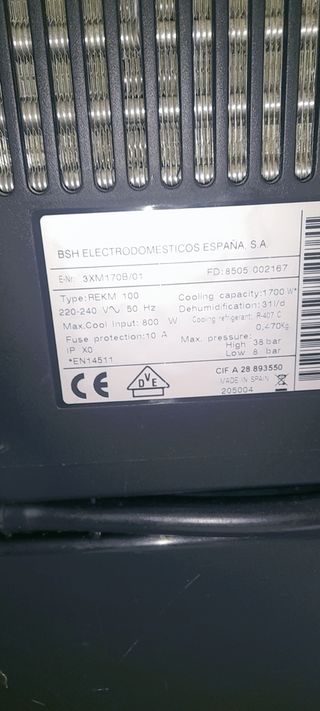 BSH ELECTRODOMESTICOS ESPAÑA, S.A
E-Nr. 3XM170B/01 FD:8505 002167
Type:REKM 100 Cooling capacity:1700 W*
220-240 V∿ 50 Hz Dehumidification:31l/d
Max.Cool Input: 800 W Cooling refrigerant: R-407 C
Fuse protection:10 A 0,470Kg
IP X0 Max. pressure:
*EN14511 High 38 bar
Low 8 bar
CE DVE
CIF A 28 893550
MADE IN SPAIN
205004